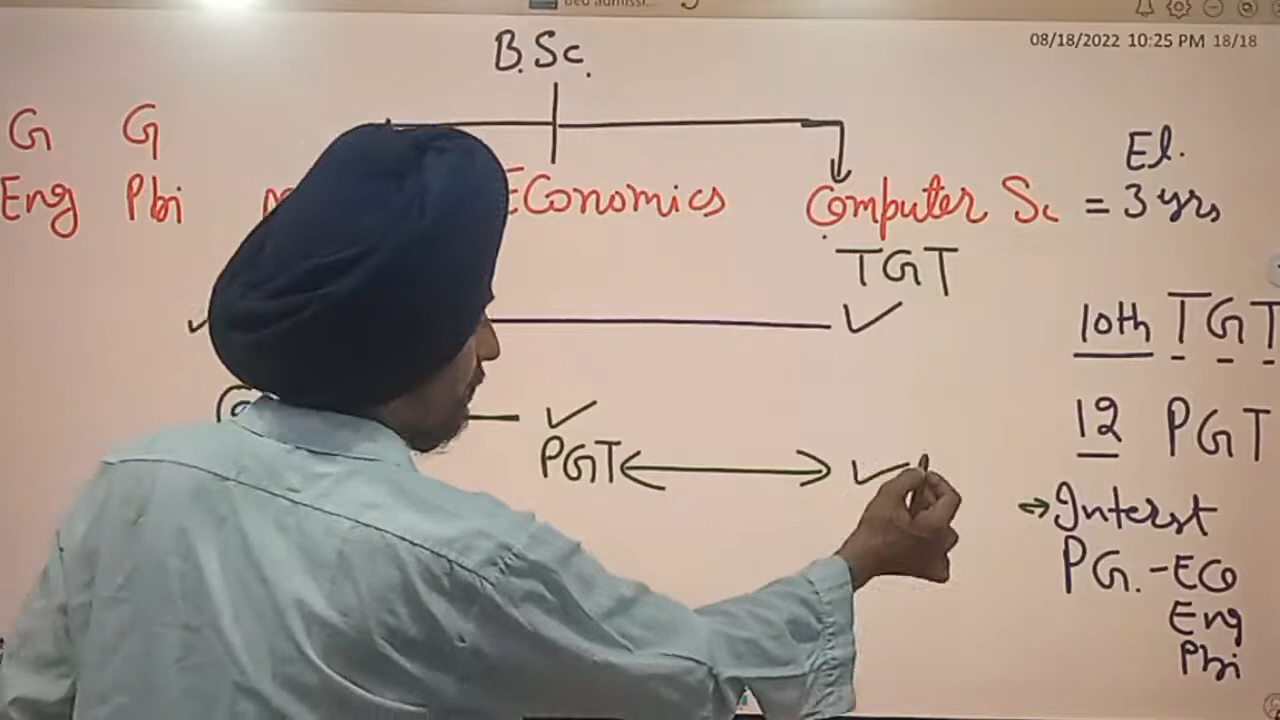 08/18/2022 10:25 PM 18/18
B.Sc.
G G
Eng Pbi Economics Computer Sc = 3 yrs
El.
TGT
10th TGT
12 PGT
PGT
Interst
PG. - ECO
Eng
Pbi